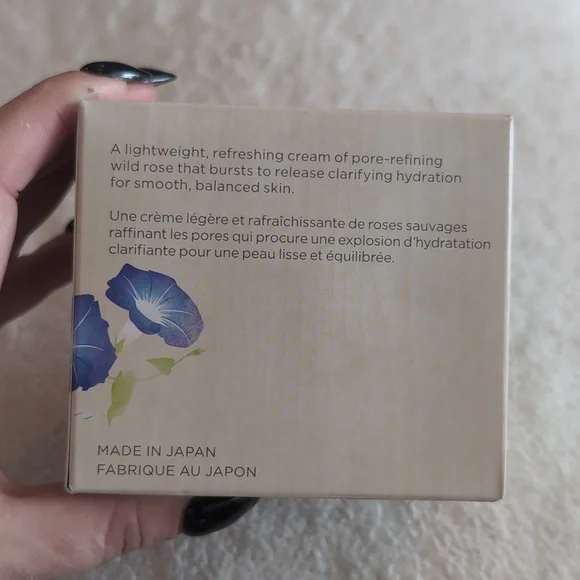 A lightweight, refreshing cream of pore-refining
wild rose that bursts to release clarifying hydration
for smooth, balanced skin.
Une crème légère et rafraîchissante de roses sauvages
raffinant les pores qui procure une explosion d'hydratation
clarifiante pour une peau lisse et équilibrée.
MADE IN JAPAN
FABRIQUE AU JAPON